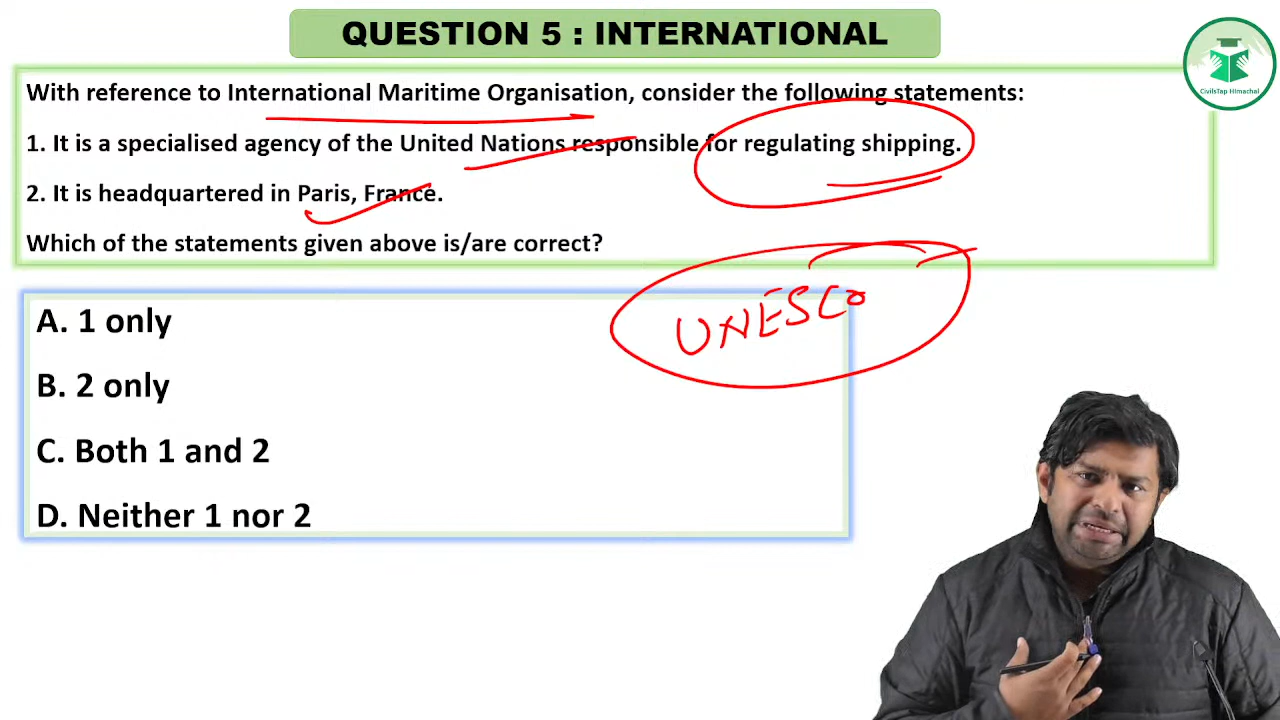 QUESTION 5 : INTERNATIONAL
CivilsTap Himachal
With reference to International Maritime Organisation, consider the following statements:
1. It is a specialised agency of the United Nations responsible for regulating shipping.
2. It is headquartered in Paris, France.
Which of the statements given above is/are correct?
UNESCO
A. 1 only
B. 2 only
C. Both 1 and 2
D. Neither 1 nor 2